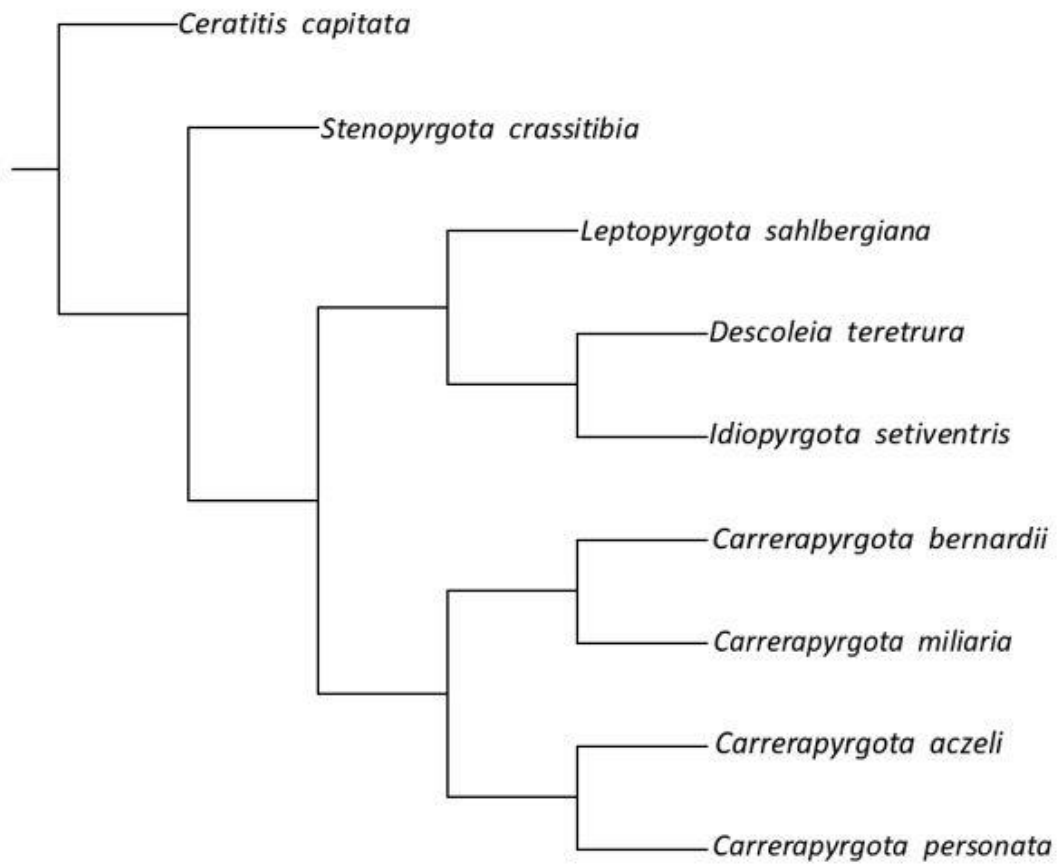 Ceratitis capitata
Stenopyrgota crassitibia
Leptopyrgota sahlbergiana
Descoleia teretrura
Idiopyrgota setiventris
Carrerapyrgota bernardii
Carrerapyrgota miliaria
Carrerapyrgota aczeli
Carrerapyrgota personata